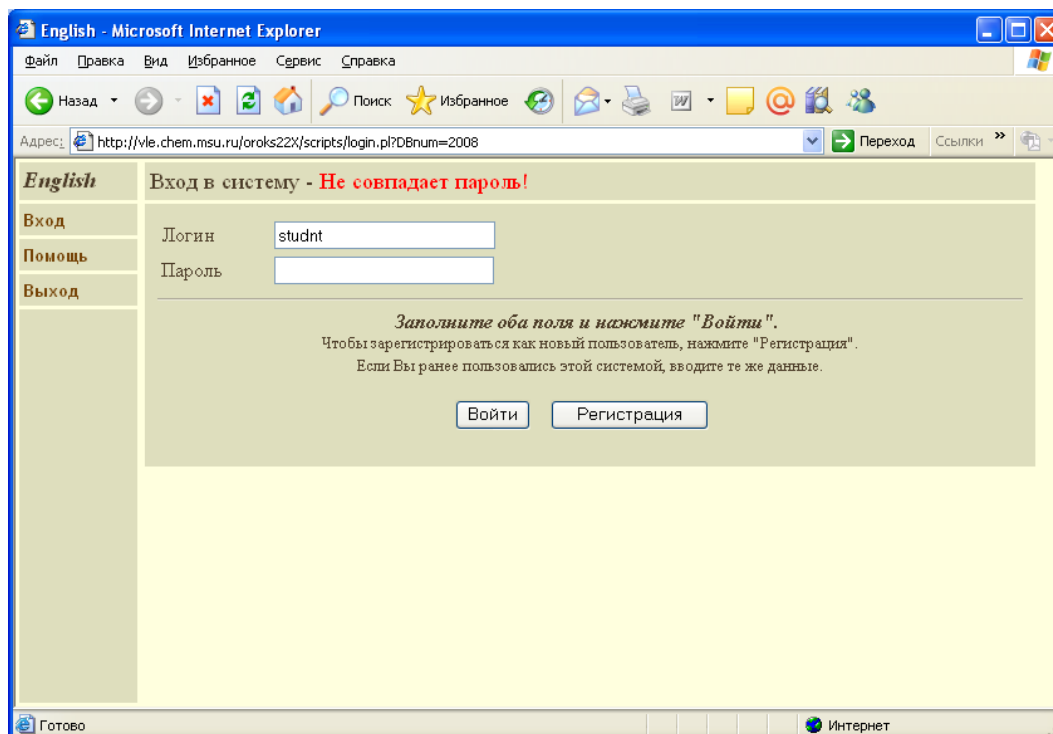 English - Microsoft Internet Explorer
Файл Правка Вид Избранное Сервис Справка
Назад Поиск Избранное
Адрес: http://vle.chem.msu.ru/oroks22X/scripts/login.pl?DBnum=2008 Переход Ссылки »
English
Вход в систему - Не совпадает пароль!
Вход
Помощь
Выход
Логин studnt
Пароль
Заполните оба поля и нажмите "Войти".
Чтобы зарегистрироваться как новый пользователь, нажмите "Регистрация".
Если Вы ранее пользовались этой системой, вводите те же данные.
Войти Регистрация
Готово Интернет